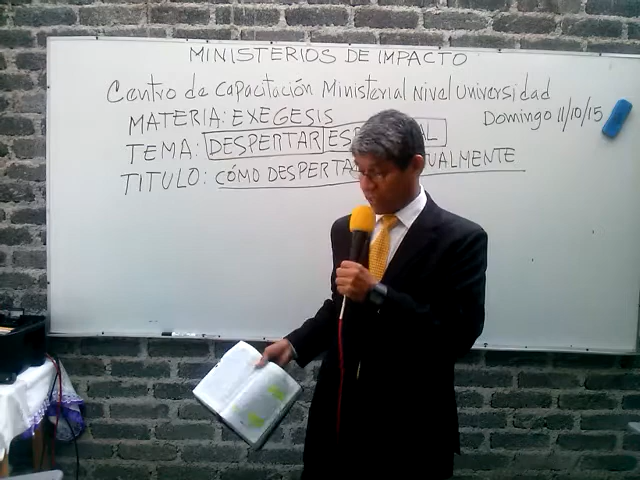 MINISTERIOS DE IMPACTO
Centro de Capacitación Ministerial Nivel Universidad
MATERIA: EXEGESIS
Domingo 11/10/15
TEMA: DESPERTAR
TITULO: CÓMO